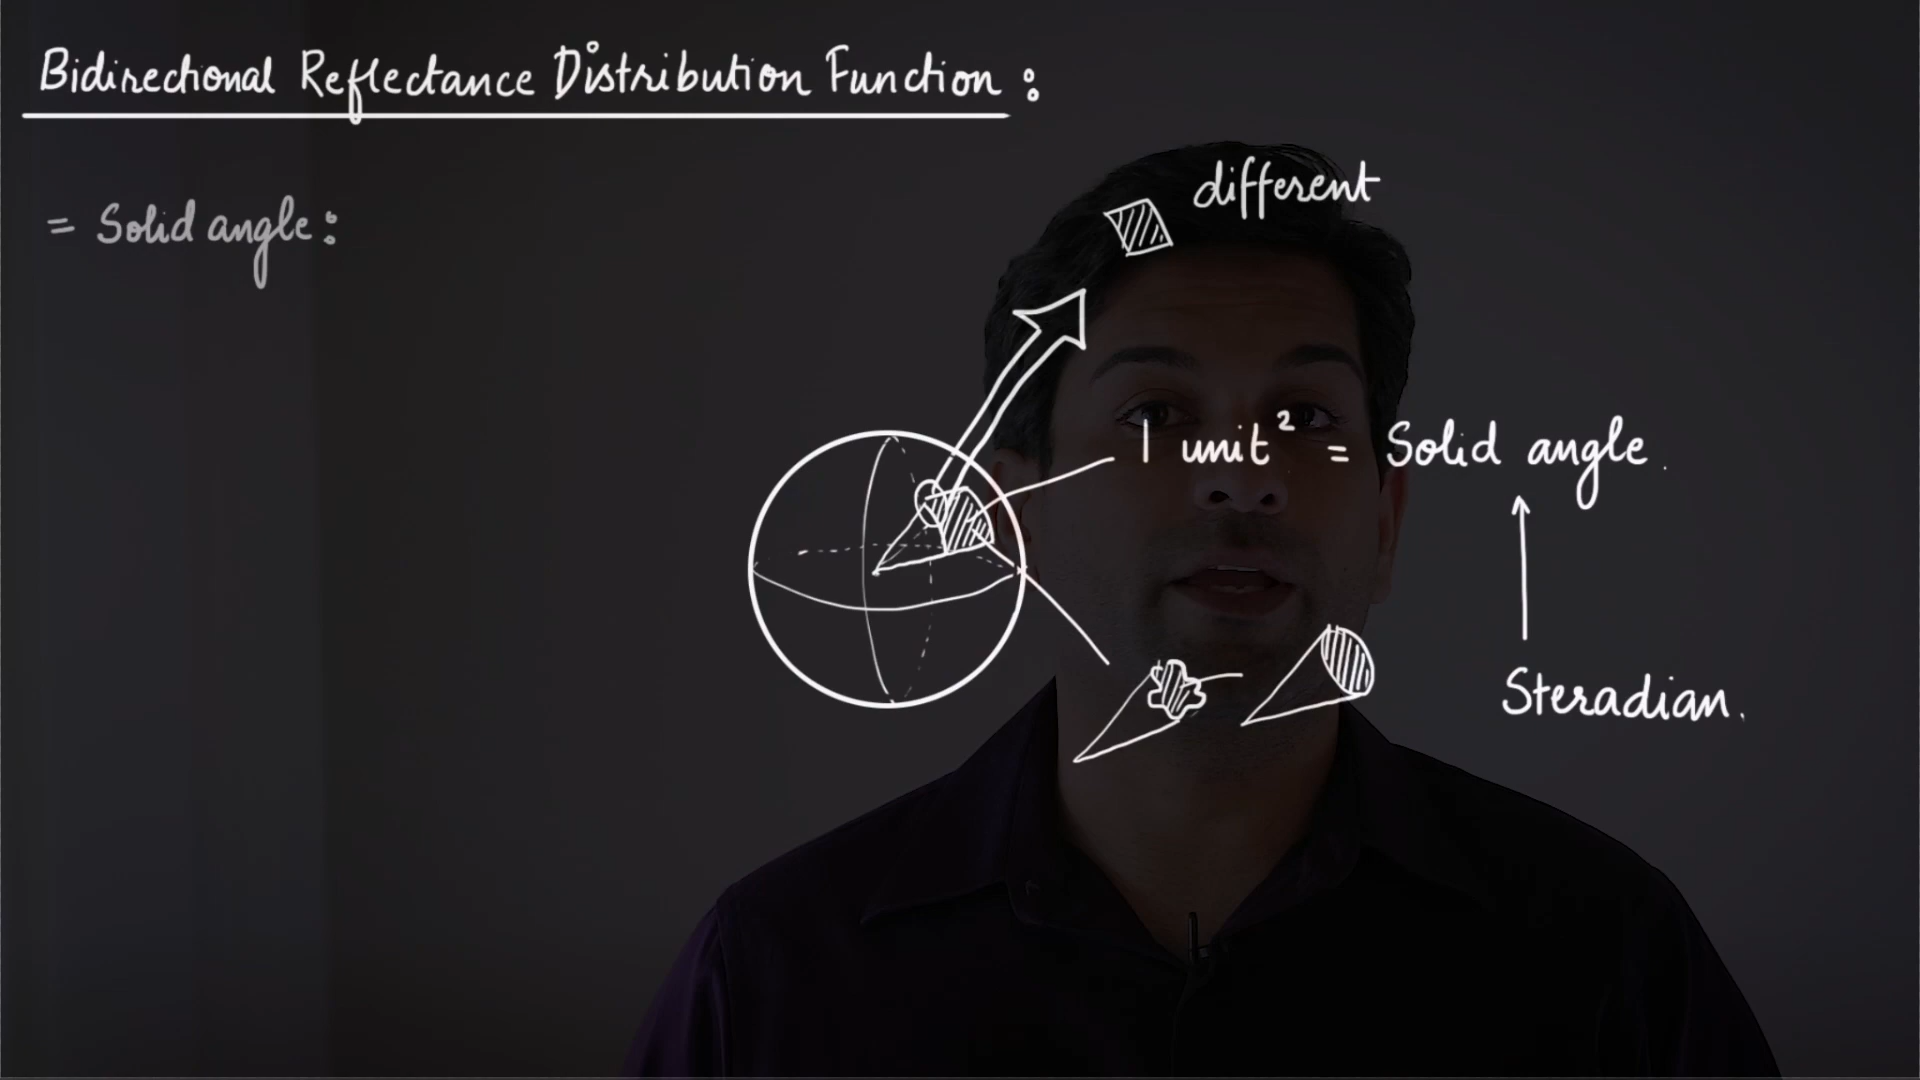 Bidirectional Reflectance Distribution Function :
= Solid angle :
different
1 unit² = Solid angle.
Steradian.